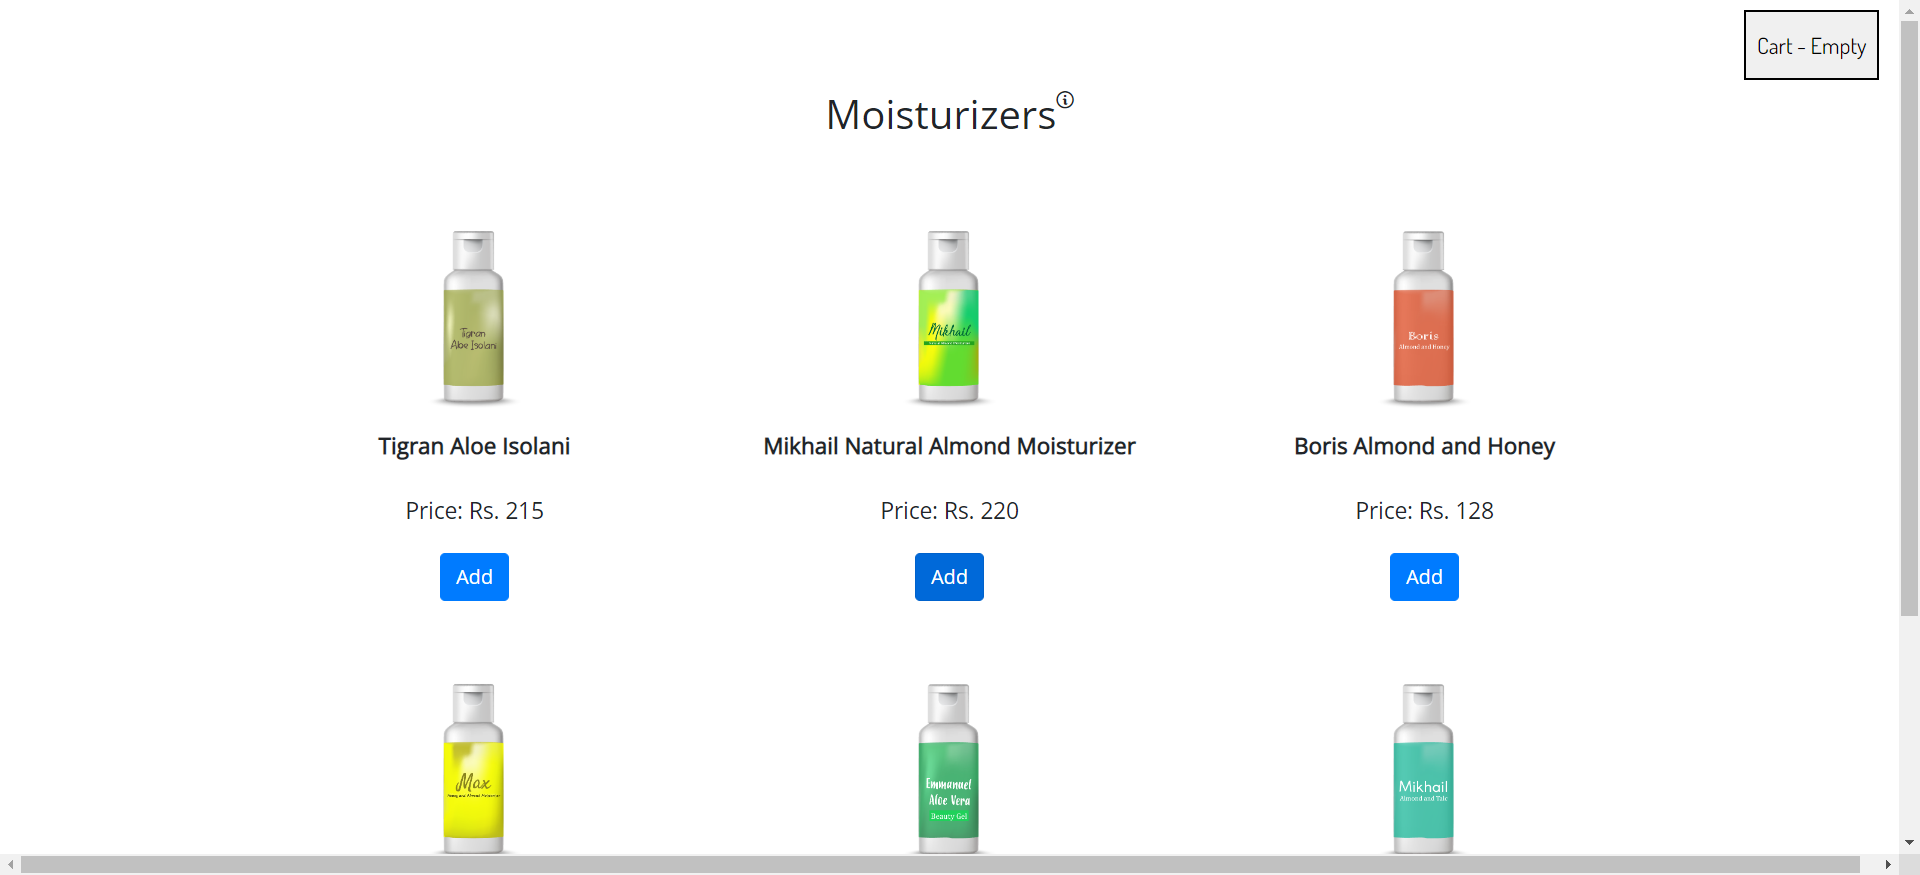 Cart - Empty
Moisturizers
Tigran
Aloe Isolani
Mikhail
Boris
Almond and Honey
Tigran Aloe Isolani
Mikhail Natural Almond Moisturizer
Boris Almond and Honey
Price: Rs. 215
Price: Rs. 220
Price: Rs. 128
Add
Add
Add
Max
Emmanuel
Aloe Vera
Beauty Gel
Mikhail
Almond and Talc